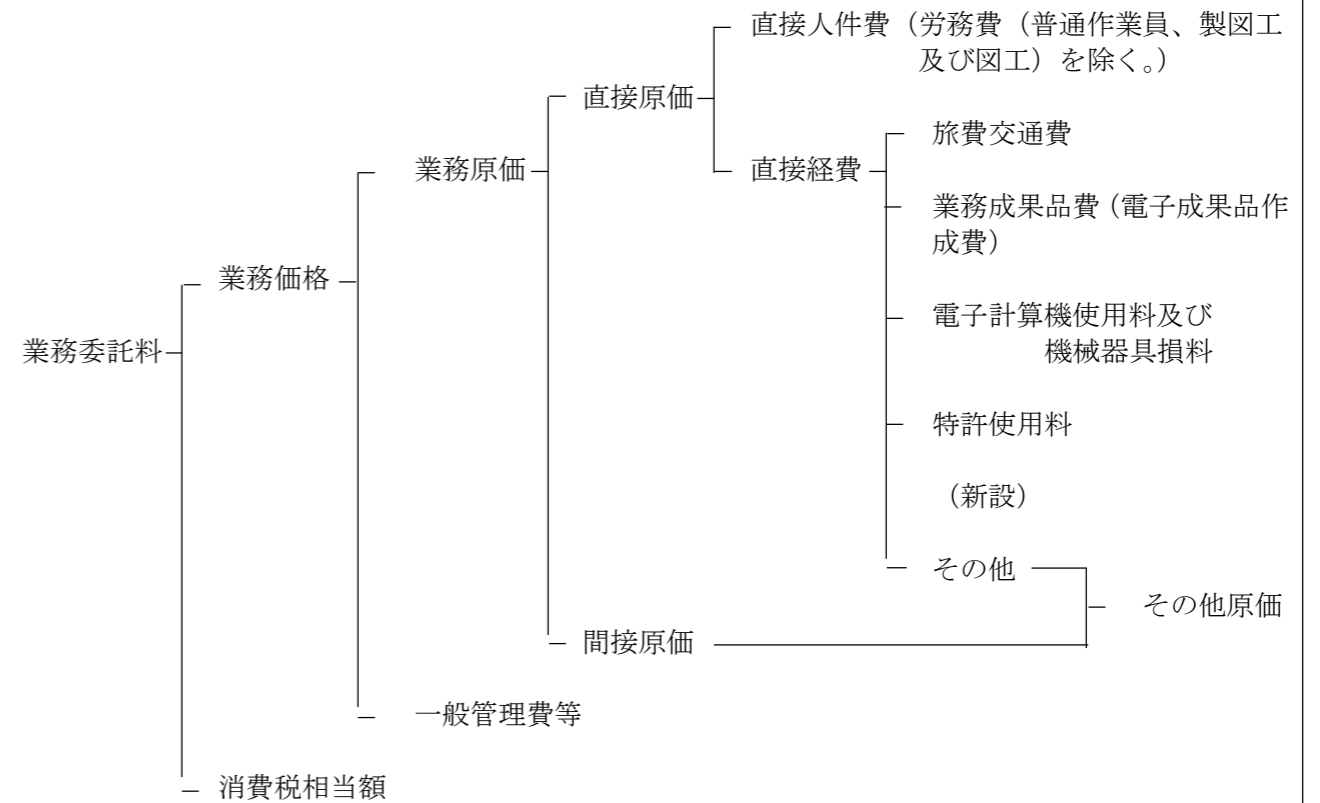 直接人件費（労務費（普通作業員、製図工
及び図工）を除く。）
直接原価
旅費交通費
業務原価
直接経費
業務成果品費（電子成果品作
成費）
業務価格
電子計算機使用料及び
機械器具損料
業務委託料
特許使用料
（新設）
その他
その他原価
間接原価
一般管理費等
消費税相当額